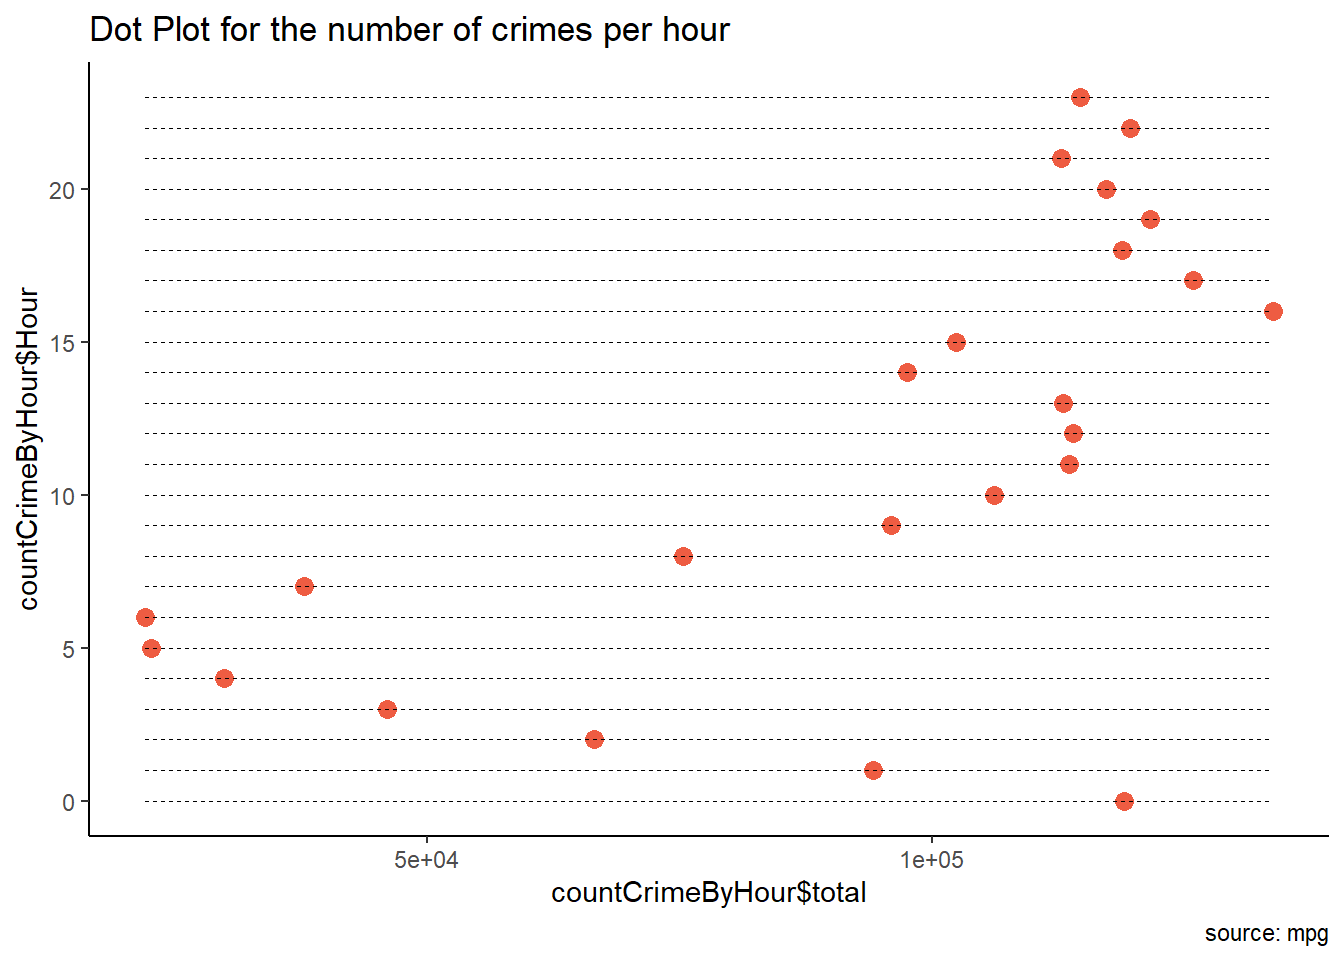 Dot Plot for the number of crimes per hour
countCrimeByHour$Hour
20
15
10
5
0
5e+04
1e+05
countCrimeByHour$total
source: mpg